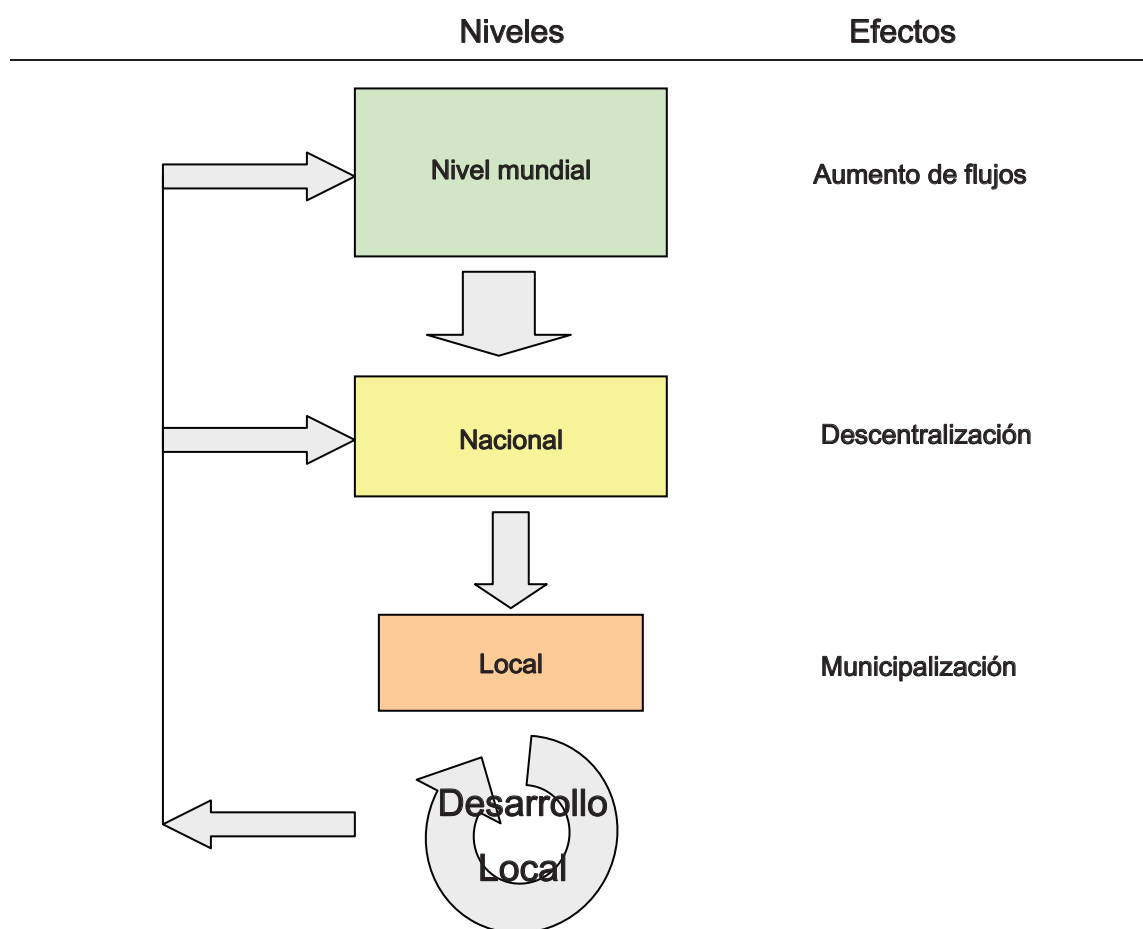 Niveles Efectos
Nivel mundial Aumento de flujos
Nacional Descentralización
Local Municipalización
Desarrollo
Local